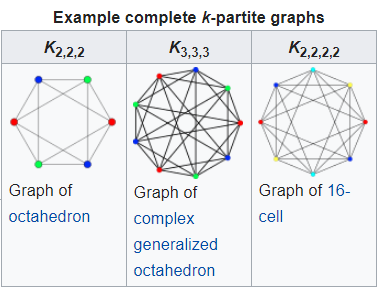 Example complete k-partite graphs
K2,2,2
K3,3,3
K2,2,2,2
Graph of
octahedron
Graph of
complex
generalized
octahedron
Graph of 16-
cell